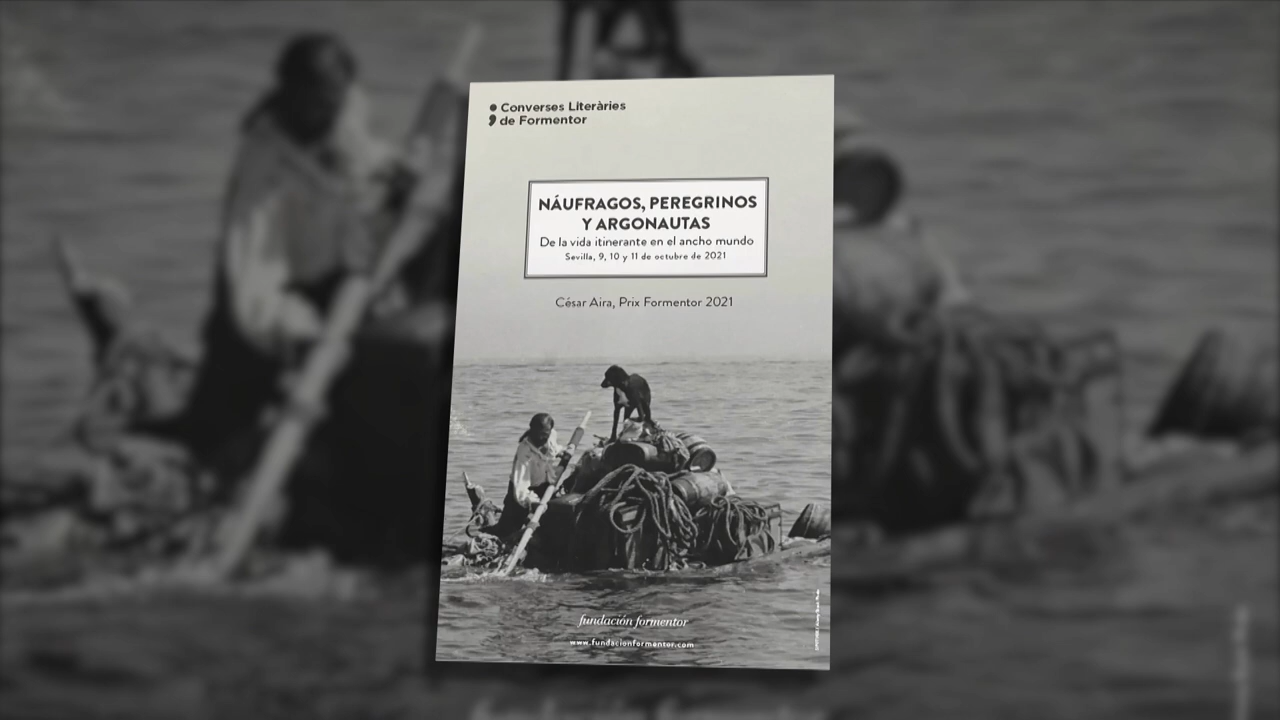 Converses Literàries
de Formentor
NÁUFRAGOS, PEREGRINOS
Y ARGONAUTAS
De la vida itinerante en el ancho mundo
Sevilla, 9, 10 y 11 de octubre de 2021
César Aira, Prix Formentor 2021
fundación formentor
www.fundacionformentor.com